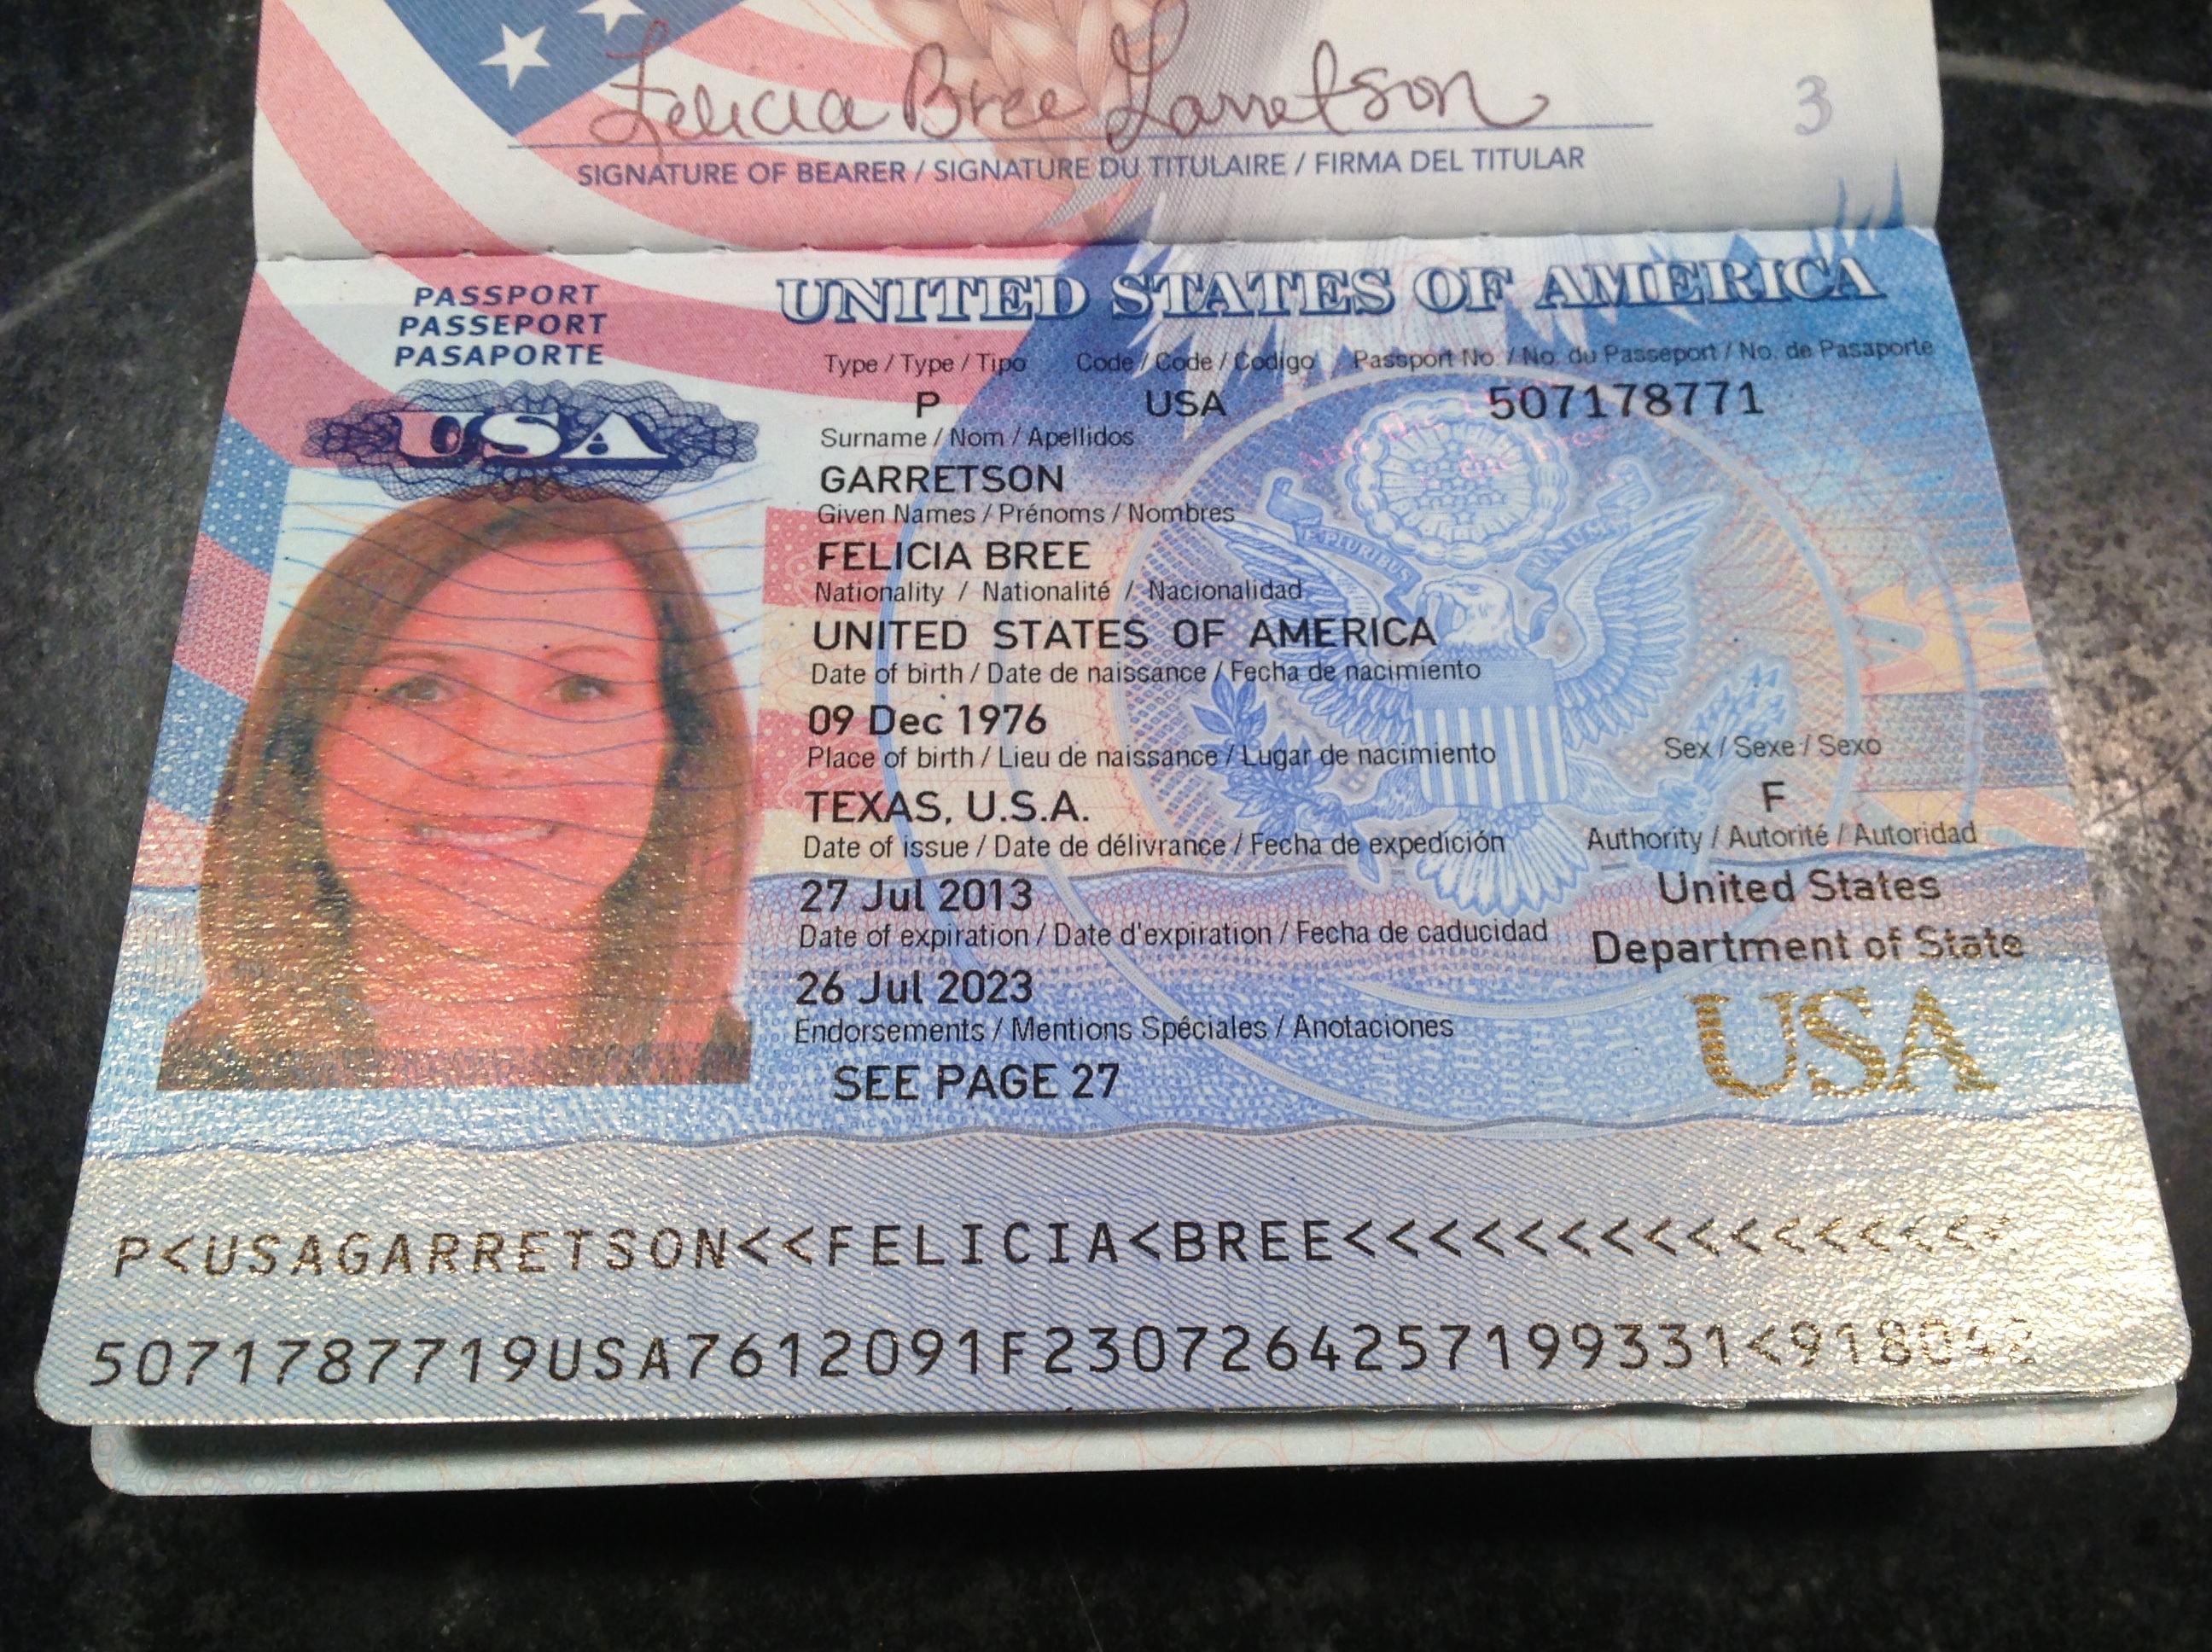 Felicia Bree Garretson
3
SIGNATURE OF BEARER / SIGNATURE DU TITULAIRE / FIRMA DEL TITULAR
PASSPORT
PASSEPORT
PASAPORTE
USA
UNITED STATES OF AMERICA
Type / Type / Tipo Code / Code / Codigo Passport No. / No. du Passeport / No. de Pasaporte
P USA 507178771
Surname / Nom / Apellidos
GARRETSON
Given Names / Prénoms / Nombres
FELICIA BREE
Nationality / Nationalité / Nacionalidad
UNITED STATES OF AMERICA
Date of birth / Date de naissance / Fecha de nacimiento
09 Dec 1976
Place of birth / Lieu de naissance / Lugar de nacimiento
TEXAS, U.S.A.
Sex / Sexe / Sexo
F
Date of issue / Date de délivrance / Fecha de expedición
27 Jul 2013
Authority / Autorité / Autoridad
United States
Department of State
Date of expiration / Date d'expiration / Fecha de caducidad
26 Jul 2023
Endorsements / Mentions Spéciales / Anotaciones
SEE PAGE 27
USA
E PLURIBUS
P<USAGARRETSON<<FELICIA<BREE<<<<<<<<<<<<<<<<